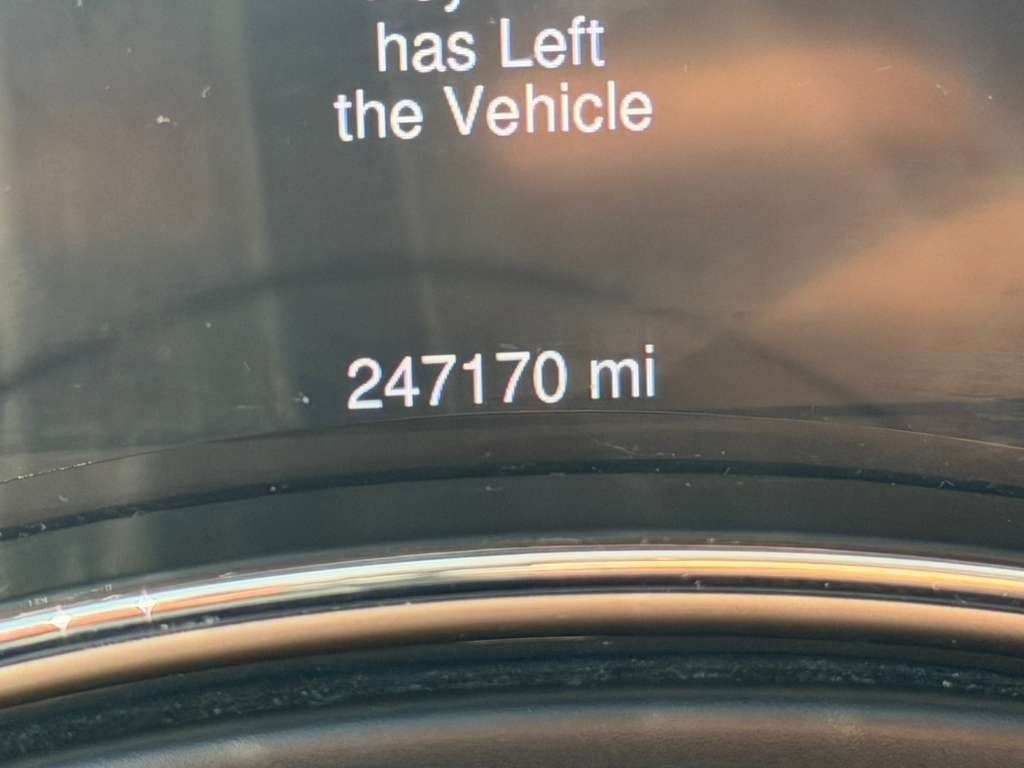 has Left
the Vehicle
247170 mi